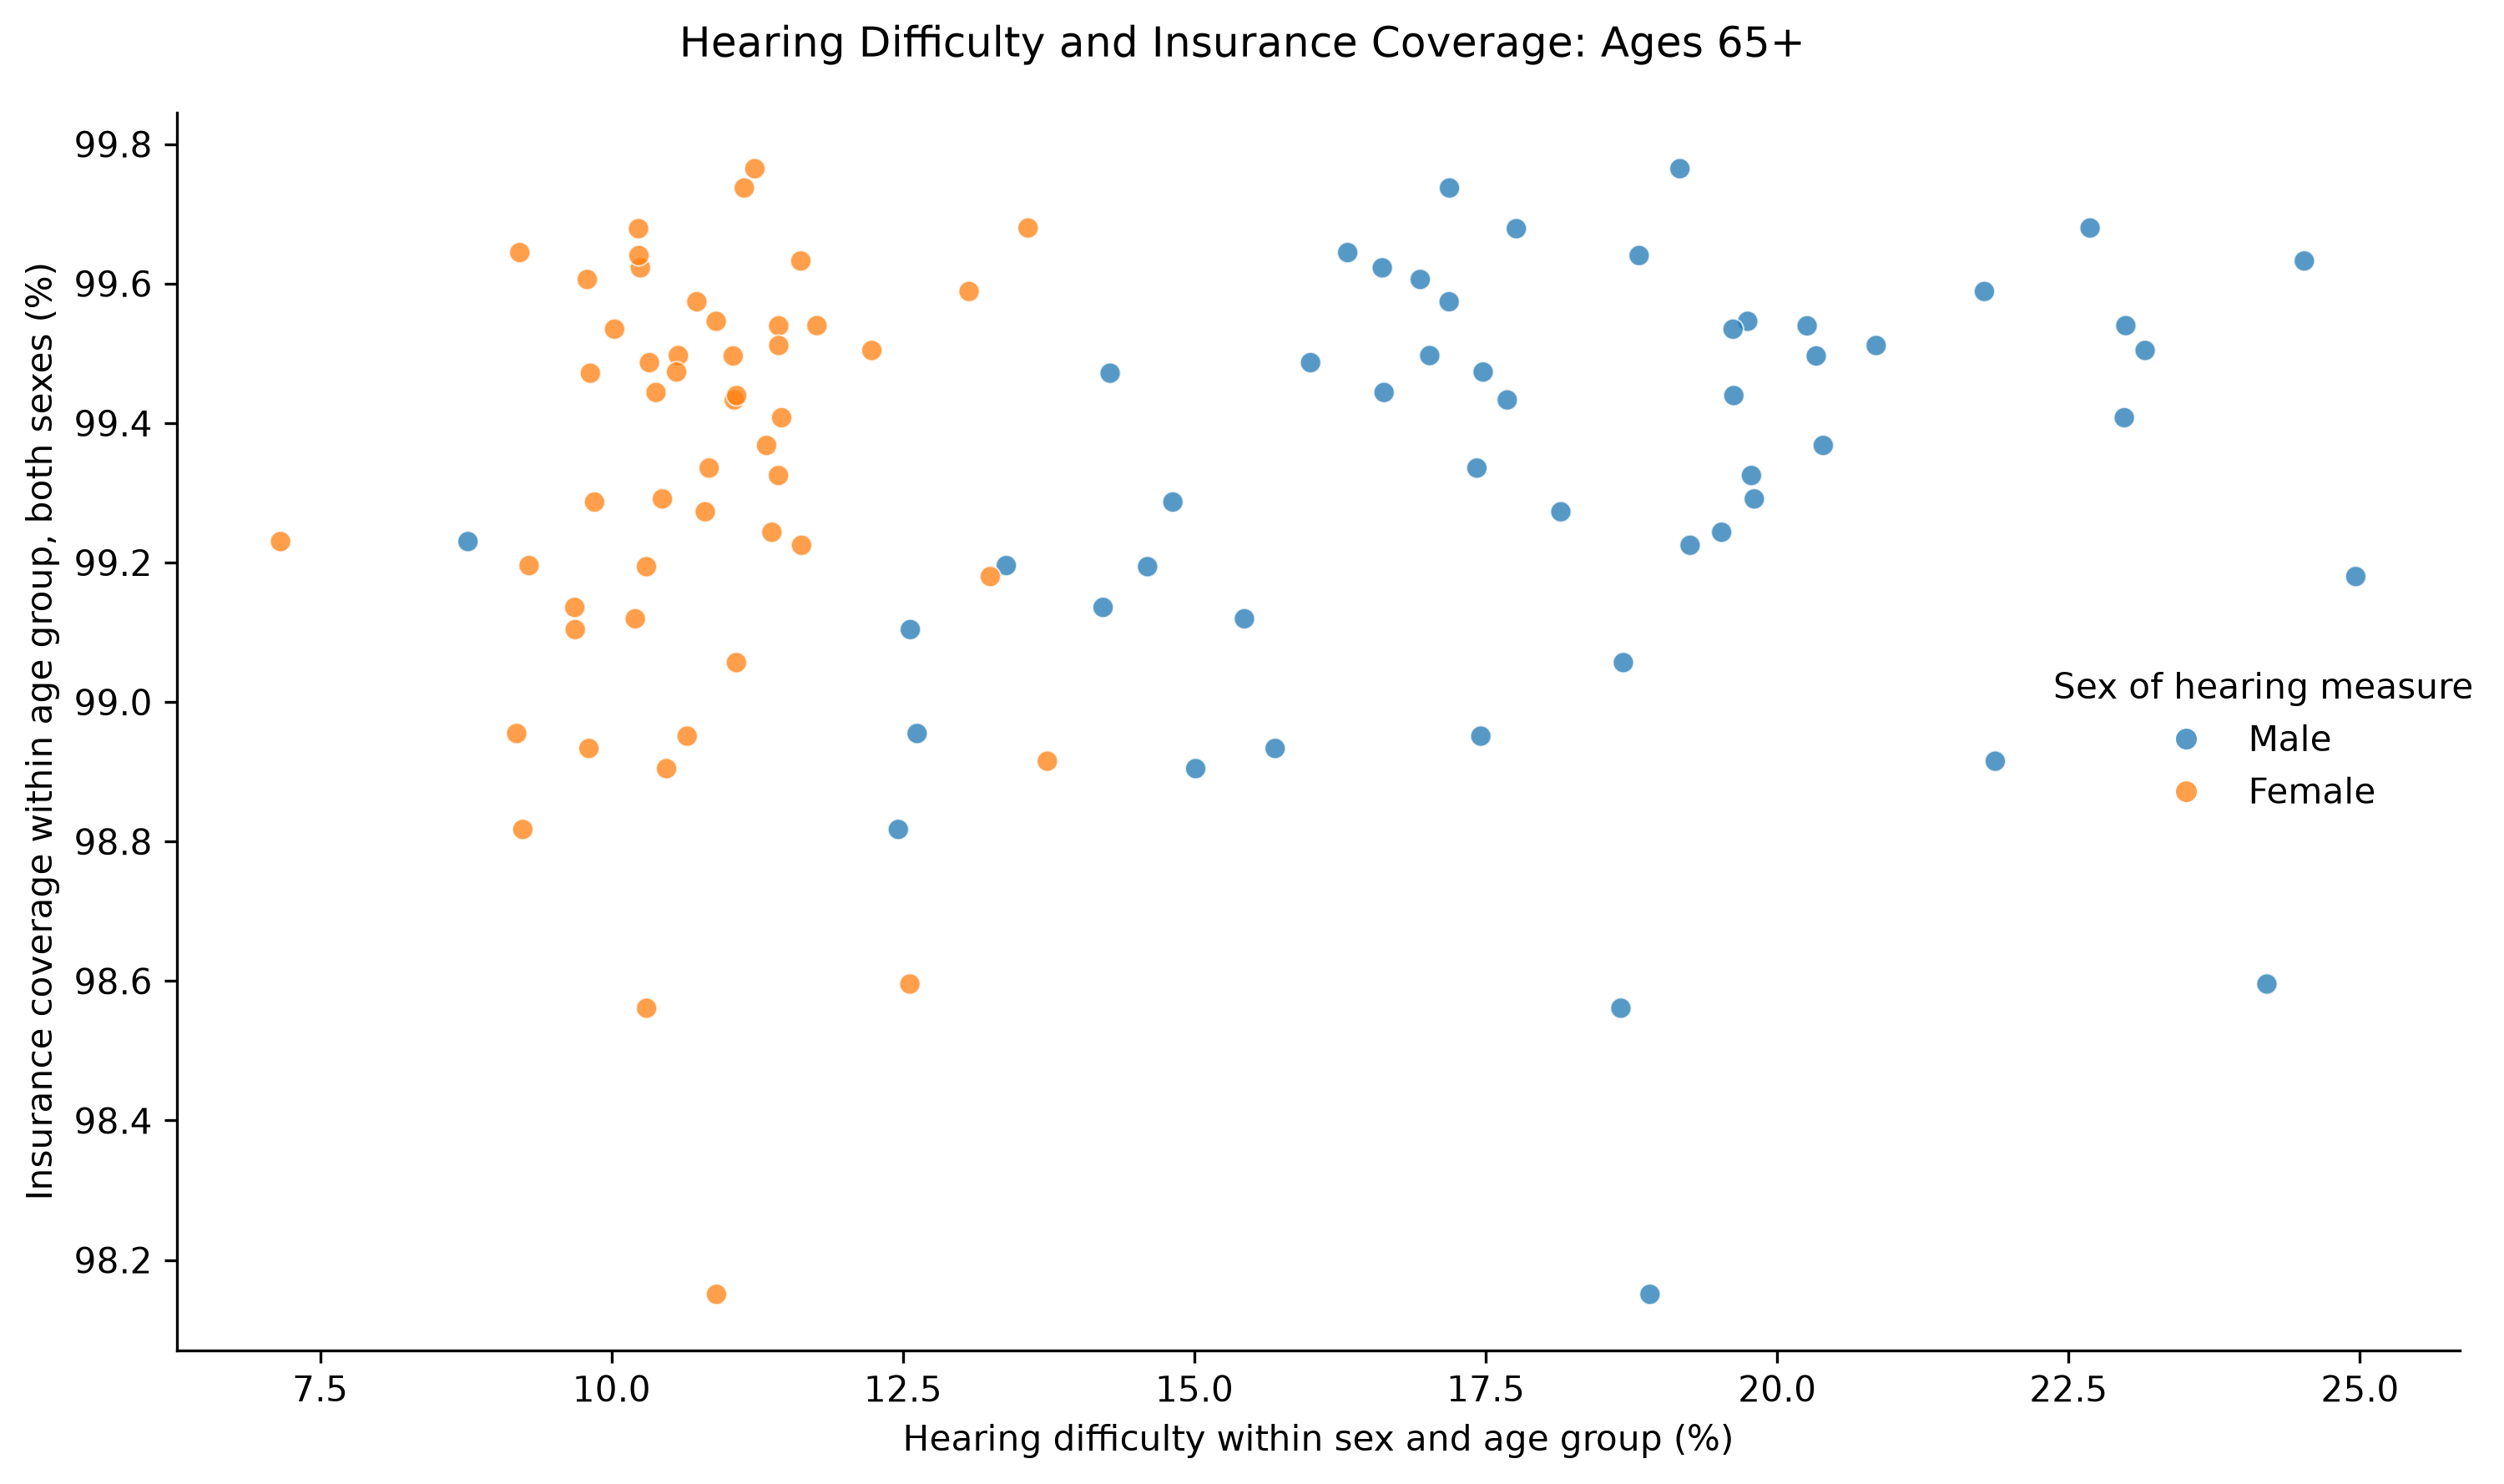 Hearing Difficulty and Insurance Coverage: Ages 65+
Insurance coverage within age group, both sexes (%)
99.8
99.6
99.4
99.2
99.0
98.8
98.6
98.4
98.2
Sex of hearing measure
Male
Female
7.5 10.0 12.5 15.0 17.5 20.0 22.5 25.0
Hearing difficulty within sex and age group (%)